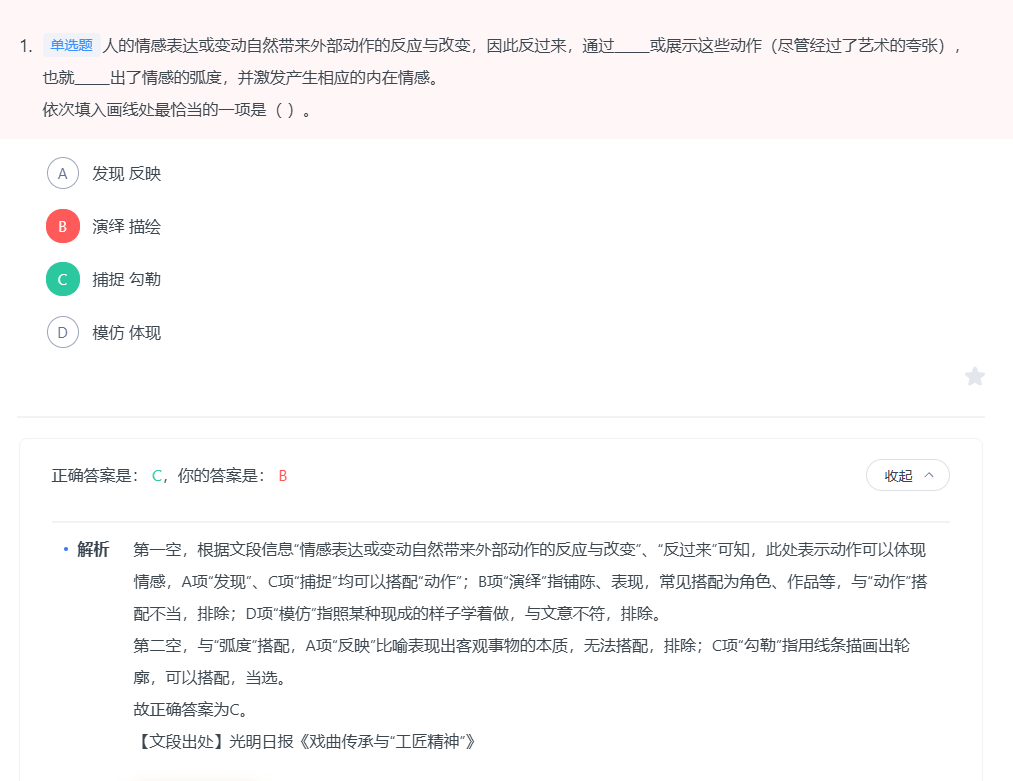 1. 单选题 人的情感表达或变动自然带来外部动作的反应与改变，因此反过来，通过____或展示这些动作（尽管经过了艺术的夸张），
也就____出了情感的弧度，并激发产生相应的内在情感。
依次填入画线处最恰当的一项是（ ）。
A 发现 反映
B 演绎 描绘
C 捕捉 勾勒
D 模仿 体现
正确答案是： C，你的答案是： B 收起
• 解析 第一空，根据文段信息“情感表达或变动自然带来外部动作的反应与改变”、“反过来”可知，此处表示动作可以体现
情感，A项“发现”、C项“捕捉”均可以搭配“动作”；B项“演绎”指铺陈、表现，常见搭配为角色、作品等，与“动作”搭
配不当，排除；D项“模仿”指照某种现成的样子学着做，与文意不符，排除。
第二空，与“弧度”搭配，A项“反映”比喻表现出客观事物的本质，无法搭配，排除；C项“勾勒”指用线条描画出轮
廓，可以搭配，当选。
故正确答案为C。
【文段出处】光明日报《戏曲传承与“工匠精神”》